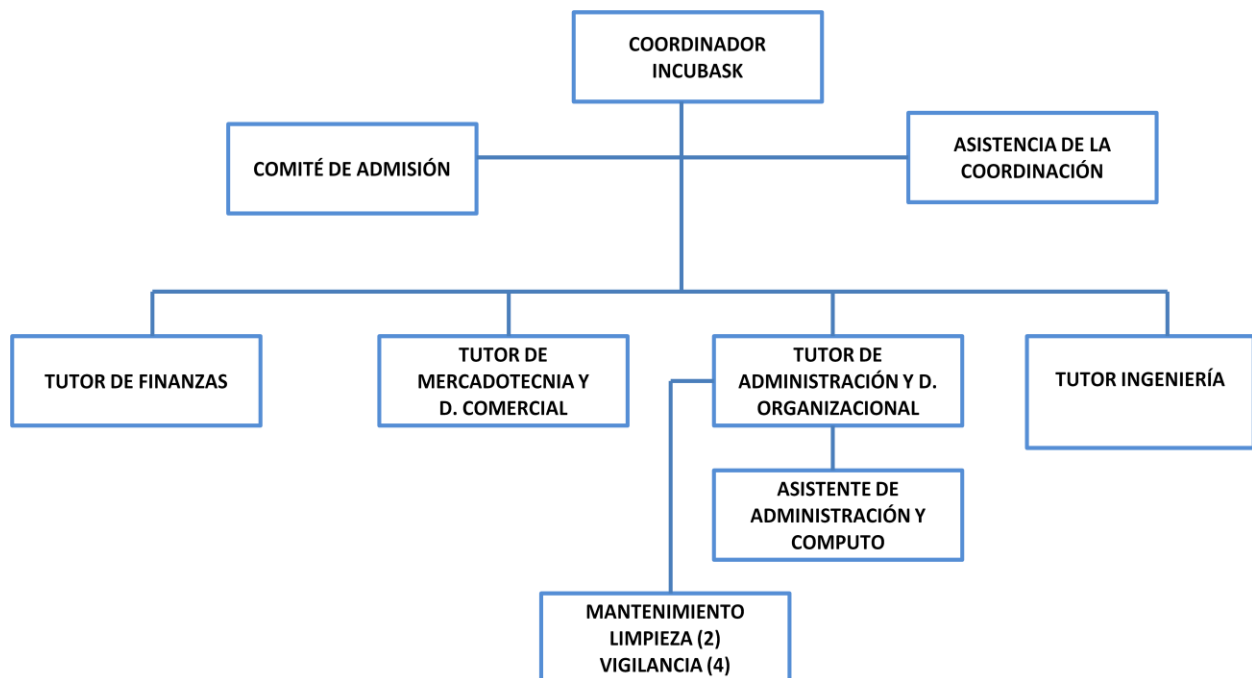 COORDINADOR
INCUBASK
COMITÉ DE ADMISIÓN
ASISTENCIA DE LA
COORDINACIÓN
TUTOR DE FINANZAS
TUTOR DE
MERCADOTECNIA Y
D. COMERCIAL
TUTOR DE
ADMINISTRACIÓN Y D.
ORGANIZACIONAL
TUTOR INGENIERÍA
ASISTENTE DE
ADMINISTRACIÓN Y
COMPUTO
MANTENIMIENTO
LIMPIEZA (2)
VIGILANCIA (4)